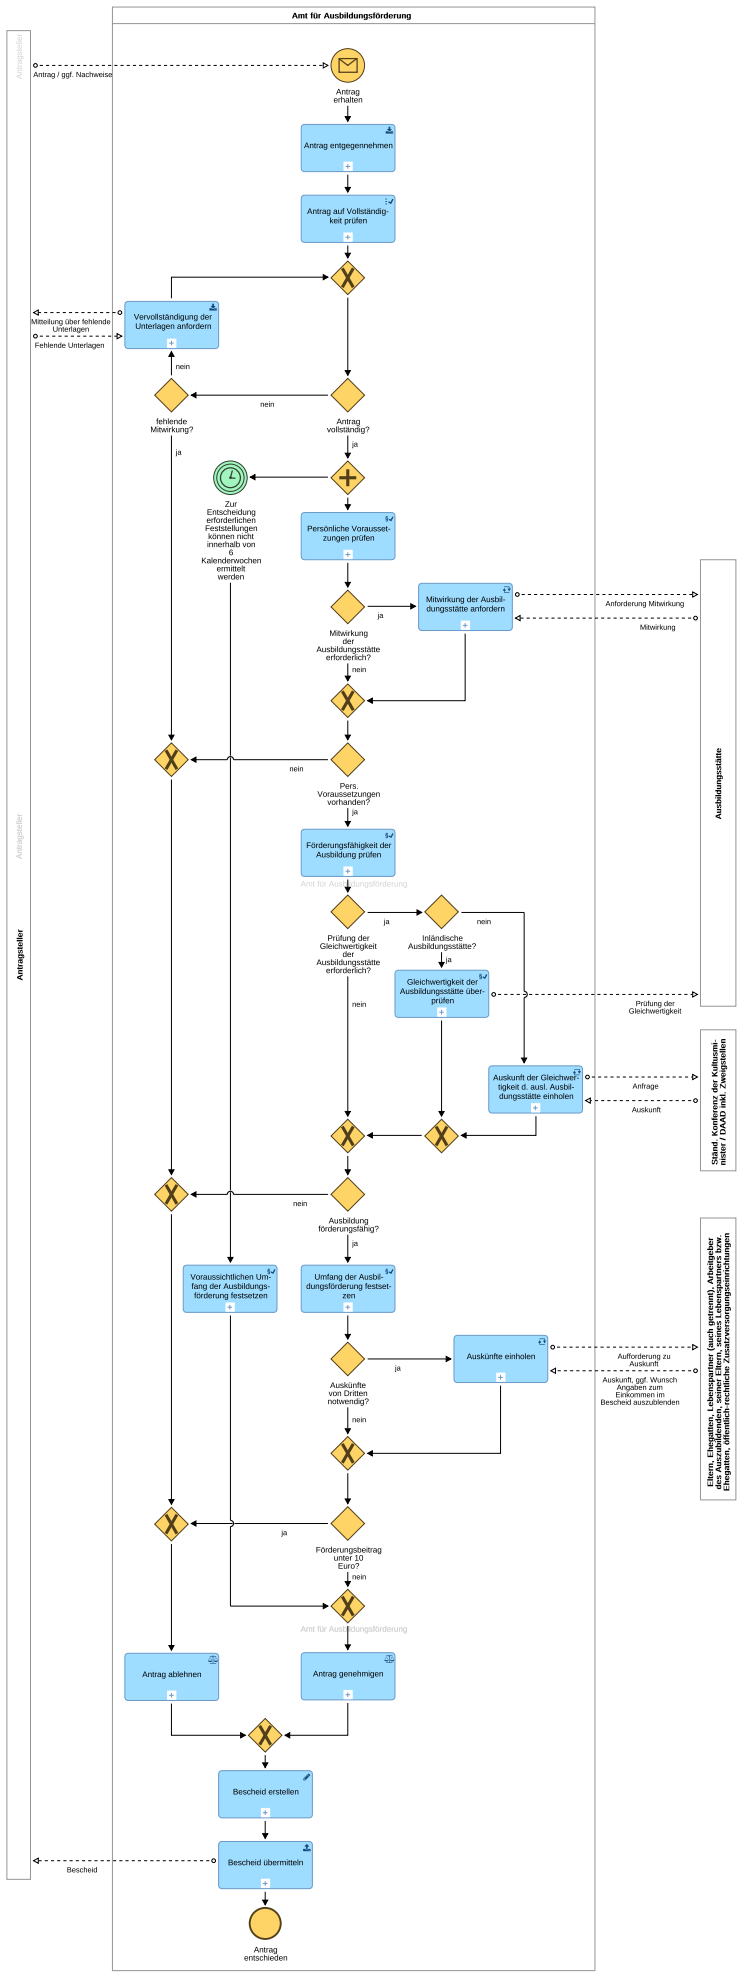 Amt für Ausbildungsförderung
Antragsteller
Antrag / ggf. Nachweise
Antrag
erhalten
Antrag entgegennehmen
Antrag auf Vollständig-
keit prüfen
Vervollständigung der
Unterlagen anfordern
Mitteilung über fehlende
Unterlagen
Fehlende Unterlagen
nein
fehlende
Mitwirkung?
nein
Antrag
vollständig?
ja
ja
Zur
Entscheidung
erforderlichen
Feststellungen
können nicht
innerhalb von
6
Kalenderwochen
ermittelt
werden
Persönliche Vorausset-
zungen prüfen
Mitwirkung der Ausbil-
dungsstätte anfordern
Anforderung Mitwirkung
Mitwirkung
ja
Mitwirkung
der
Ausbildungsstätte
erforderlich?
nein
Ausbildungsstätte
nein
Pers.
Voraussetzungen
vorhanden?
ja
Antragsteller
Förderungsfähigkeit der
Ausbildung prüfen
Amt für Ausbildungsförderung
ja
nein
Prüfung der
Gleichwertigkeit
der
Ausbildungsstätte
erforderlich?
Inländische
Ausbildungsstätte?
ja
Antragsteller
Gleichwertigkeit der
Ausbildungsstätte über-
prüfen
nein
Prüfung der
Gleichwertigkeit
Auskunft der Gleichwer-
tigkeit d. ausl. Ausbil-
dungsstätte einholen
Anfrage
Auskunft
Ständ. Konferenz der Kultusmi-
nister / DAAD inkl. Zweigstellen
nein
Ausbildung
förderungsfähig?
ja
Voraussichtlichen Um-
fang der Ausbildungs-
förderung festsetzen
Umfang der Ausbil-
dungsförderung festset-
zen
Auskünfte einholen
Aufforderung zu
Auskunft
Auskunft, ggf. Wunsch
Angaben zum
Einkommen im
Bescheid auszublenden
Eltern, Ehegatten, Lebenspartner (auch getrennt), Arbeitgeber
des Auszubildenden, seiner Eltern, seines Lebenspartners bzw.
Ehegatten, öffentlich-rechtliche Zusatzversorgungseinrichtungen
ja
Auskünfte
von Dritten
notwendig?
nein
ja
Förderungsbeitrag
unter 10
Euro?
nein
Amt für Ausbildungsförderung
Antrag ablehnen
Antrag genehmigen
Bescheid erstellen
Bescheid übermitteln
Bescheid
Antrag
entschieden